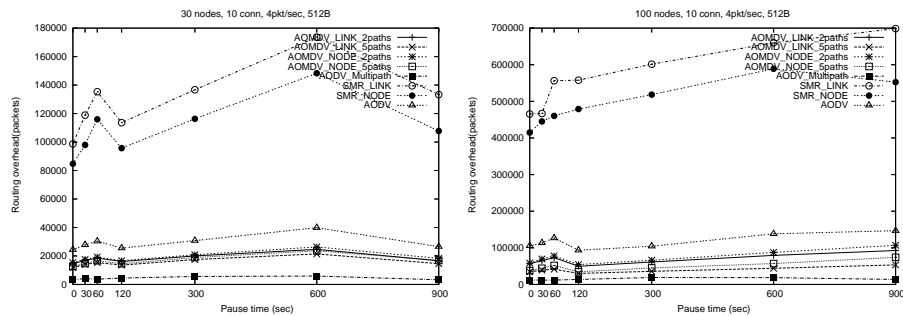 30 nodes, 10 conn, 4pkt/sec, 512B
Routing overhead(packets)
180000
160000
140000
120000
100000
80000
60000
40000
20000
0
AOMDV_LINK_2paths
AOMDV_LINK_5paths
AOMDV_NODE_2paths
AOMDV_NODE_5paths
AODV_Multipath
SMR_LINK
SMR_NODE
AODV
0 30 60 120 300 600 900
Pause time (sec)
100 nodes, 10 conn, 4pkt/sec, 512B
Routing overhead(packets)
700000
600000
500000
400000
300000
200000
100000
0
AOMDV_LINK_2paths
AOMDV_LINK_5paths
AOMDV_NODE_2paths
AOMDV_NODE_5paths
AODV_Multipath
SMR_LINK
SMR_NODE
AODV
0 30 60 120 300 600 900
Pause time (sec)